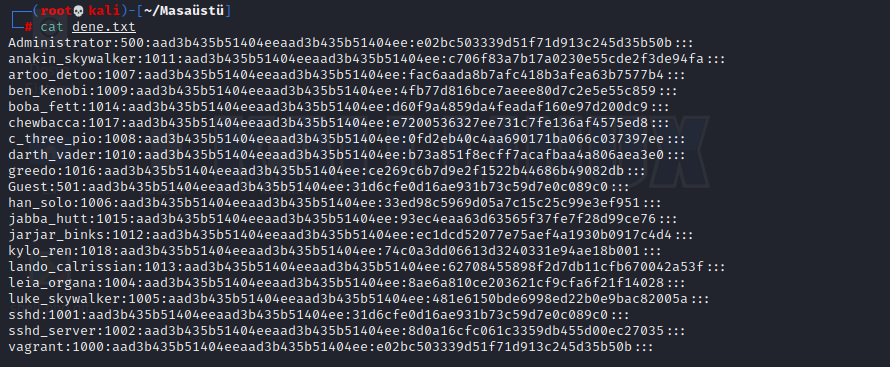 ┌──(root💀kali)-[~/Masaüstü]
└─# cat dene.txt
Administrator:500:aad3b435b51404eeaad3b435b51404ee:e02bc503339d51f71d913c245d35b50b:::
anakin_skywalker:1011:aad3b435b51404eeaad3b435b51404ee:c706f83a7b17a0230e55cde2f3de94fa:::
artoo_detoo:1007:aad3b435b51404eeaad3b435b51404ee:fac6aada8b7afc418b3afea63b7577b4:::
ben_kenobi:1009:aad3b435b51404eeaad3b435b51404ee:4fb77d816bce7aeee80d7c2e5e55c859:::
boba_fett:1014:aad3b435b51404eeaad3b435b51404ee:d60f9a4859da4feadaf160e97d200dc9:::
chewbacca:1017:aad3b435b51404eeaad3b435b51404ee:e7200536327ee731c7fe136af4575ed8:::
c_three_pio:1008:aad3b435b51404eeaad3b435b51404ee:0fd2eb40c4aa690171ba066c037397ee:::
darth_vader:1010:aad3b435b51404eeaad3b435b51404ee:b73a851f8ecff7acafbaa4a806aea3e0:::
greedo:1016:aad3b435b51404eeaad3b435b51404ee:ce269c6b7d9e2f1522b44686b49082db:::
Guest:501:aad3b435b51404eeaad3b435b51404ee:31d6cfe0d16ae931b73c59d7e0c089c0:::
han_solo:1006:aad3b435b51404eeaad3b435b51404ee:33ed98c5969d05a7c15c25c99e3ef951:::
jabba_hutt:1015:aad3b435b51404eeaad3b435b51404ee:93ec4eaa63d63565f37fe7f28d99ce76:::
jarjar_binks:1012:aad3b435b51404eeaad3b435b51404ee:ec1dcd52077e75aef4a1930b0917c4d4:::
kylo_ren:1018:aad3b435b51404eeaad3b435b51404ee:74c0a3dd06613d3240331e94ae18b001:::
lando_calrissian:1013:aad3b435b51404eeaad3b435b51404ee:62708455898f2d7db11cfb670042a53f:::
leia_organa:1004:aad3b435b51404eeaad3b435b51404ee:8ae6a810ce203621cf9cfa6f21f14028:::
luke_skywalker:1005:aad3b435b51404eeaad3b435b51404ee:481e6150bde6998ed22b0e9bac82005a:::
sshd:1001:aad3b435b51404eeaad3b435b51404ee:31d6cfe0d16ae931b73c59d7e0c089c0:::
sshd_server:1002:aad3b435b51404eeaad3b435b51404ee:8d0a16cfc061c3359db455d00ec27035:::
vagrant:1000:aad3b435b51404eeaad3b435b51404ee:e02bc503339d51f71d913c245d35b50b:::